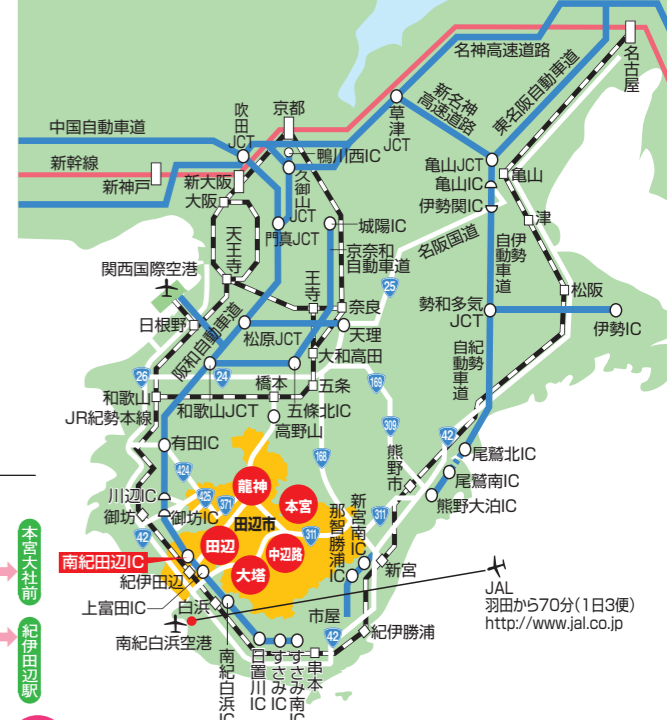 名神高速道路
名古屋
新名神
高速道路
東名阪自動車道
中国自動車道
吹田
JCT
京都
草津
JCT
鴨川西IC
新幹線
新神戸
新大阪
大阪
久御山
JCT
亀山JCT
亀山IC
亀山
伊勢関IC
天王寺
門真JCT
城陽IC
京奈和
自動車道
名阪国道
津
伊勢
自動車道
関西国際空港
王寺
奈良
25
松阪
日根野
阪和自動車道
松原JCT
天理
勢和多気
JCT
伊勢IC
大和高田
26
24
橋本
五条
169
紀勢
自動車道
和歌山
JR紀勢本線
和歌山JCT
五條北IC
高野山
309
42
有田IC
168
熊野市
尾鷲北IC
424
尾鷲南IC
川辺IC
425
371
龍神
本宮
熊野大泊IC
御坊
御坊IC
田辺市
那智勝浦IC
新宮南IC
311
311
42
南紀田辺IC
田辺
中辺路
大塔
新宮
紀伊田辺
上富田IC
白浜
市屋
JAL
羽田から70分(1日3便)
http://www.jal.co.jp
南紀白浜空港
42
紀伊勝浦
南紀白浜IC
日置川IC
すさみIC
すさみ南IC
串本
本宮大社前
紀伊田辺駅